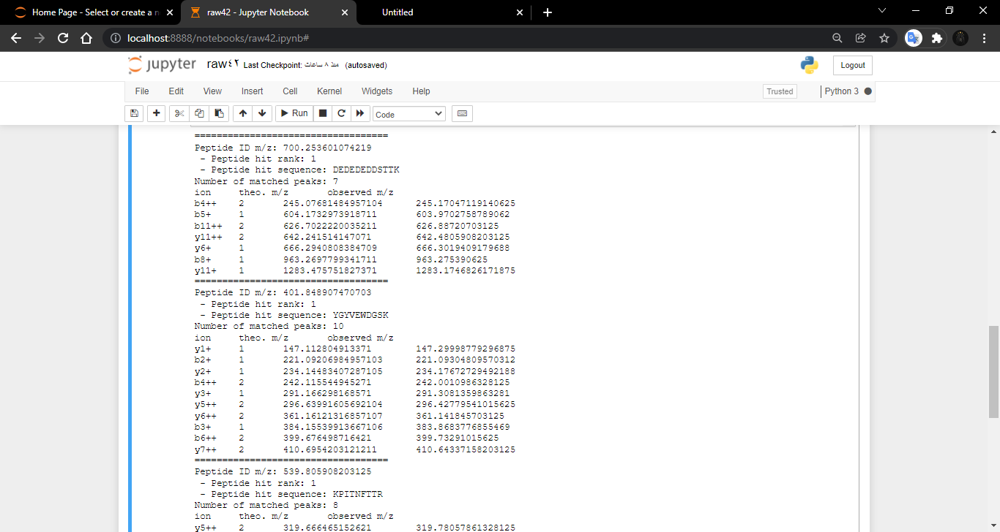 Home Page - Select or create a n
raw42 - Jupyter Notebook
Untitled
localhost:8888/notebooks/raw42.ipynb#
jupyter raw٤٢ Last Checkpoint: منذ ٨ ساعات (autosaved)
Logout
File Edit View Insert Cell Kernel Widgets Help
Trusted
Python 3
Run
Code
===================================
Peptide ID m/z: 700.253601074219
- Peptide hit rank: 1
- Peptide hit sequence: DEDEDEDDSTTK
Number of matched peaks: 7
ion theo. m/z observed m/z
b4++ 2 245.07681484957104 245.17047119140625
b5+ 1 604.1732973918711 603.9702758789062
b11++ 2 626.7022220035211 626.88720703125
y11++ 2 642.241514147071 642.4805908203125
y6+ 1 666.2940808384709 666.3019409179688
b8+ 1 963.2697799341711 963.275390625
y11+ 1 1283.475751827371 1283.1746826171875
===================================
Peptide ID m/z: 401.848907470703
- Peptide hit rank: 1
- Peptide hit sequence: YGYVEWDGSK
Number of matched peaks: 10
ion theo. m/z observed m/z
y1+ 1 147.112804913371 147.29998779296875
b2+ 1 221.09206984957103 221.09304809570312
y2+ 1 234.14483407287105 234.17672729492188
b4++ 2 242.115544945271 242.0010986328125
y3+ 1 291.166298168571 291.3081359863281
y5++ 2 296.63991605692104 296.42779541015625
y6++ 2 361.16121316857107 361.141845703125
b3+ 1 384.15539913667106 383.8683776855469
b6++ 2 399.676498716421 399.73291015625
y7++ 2 410.6954203121211 410.64337158203125
===================================
Peptide ID m/z: 539.805908203125
- Peptide hit rank: 1
- Peptide hit sequence: KPITNFTTR
Number of matched peaks: 8
ion theo. m/z observed m/z
y5++ 2 319.666465152621 319.78057861328125